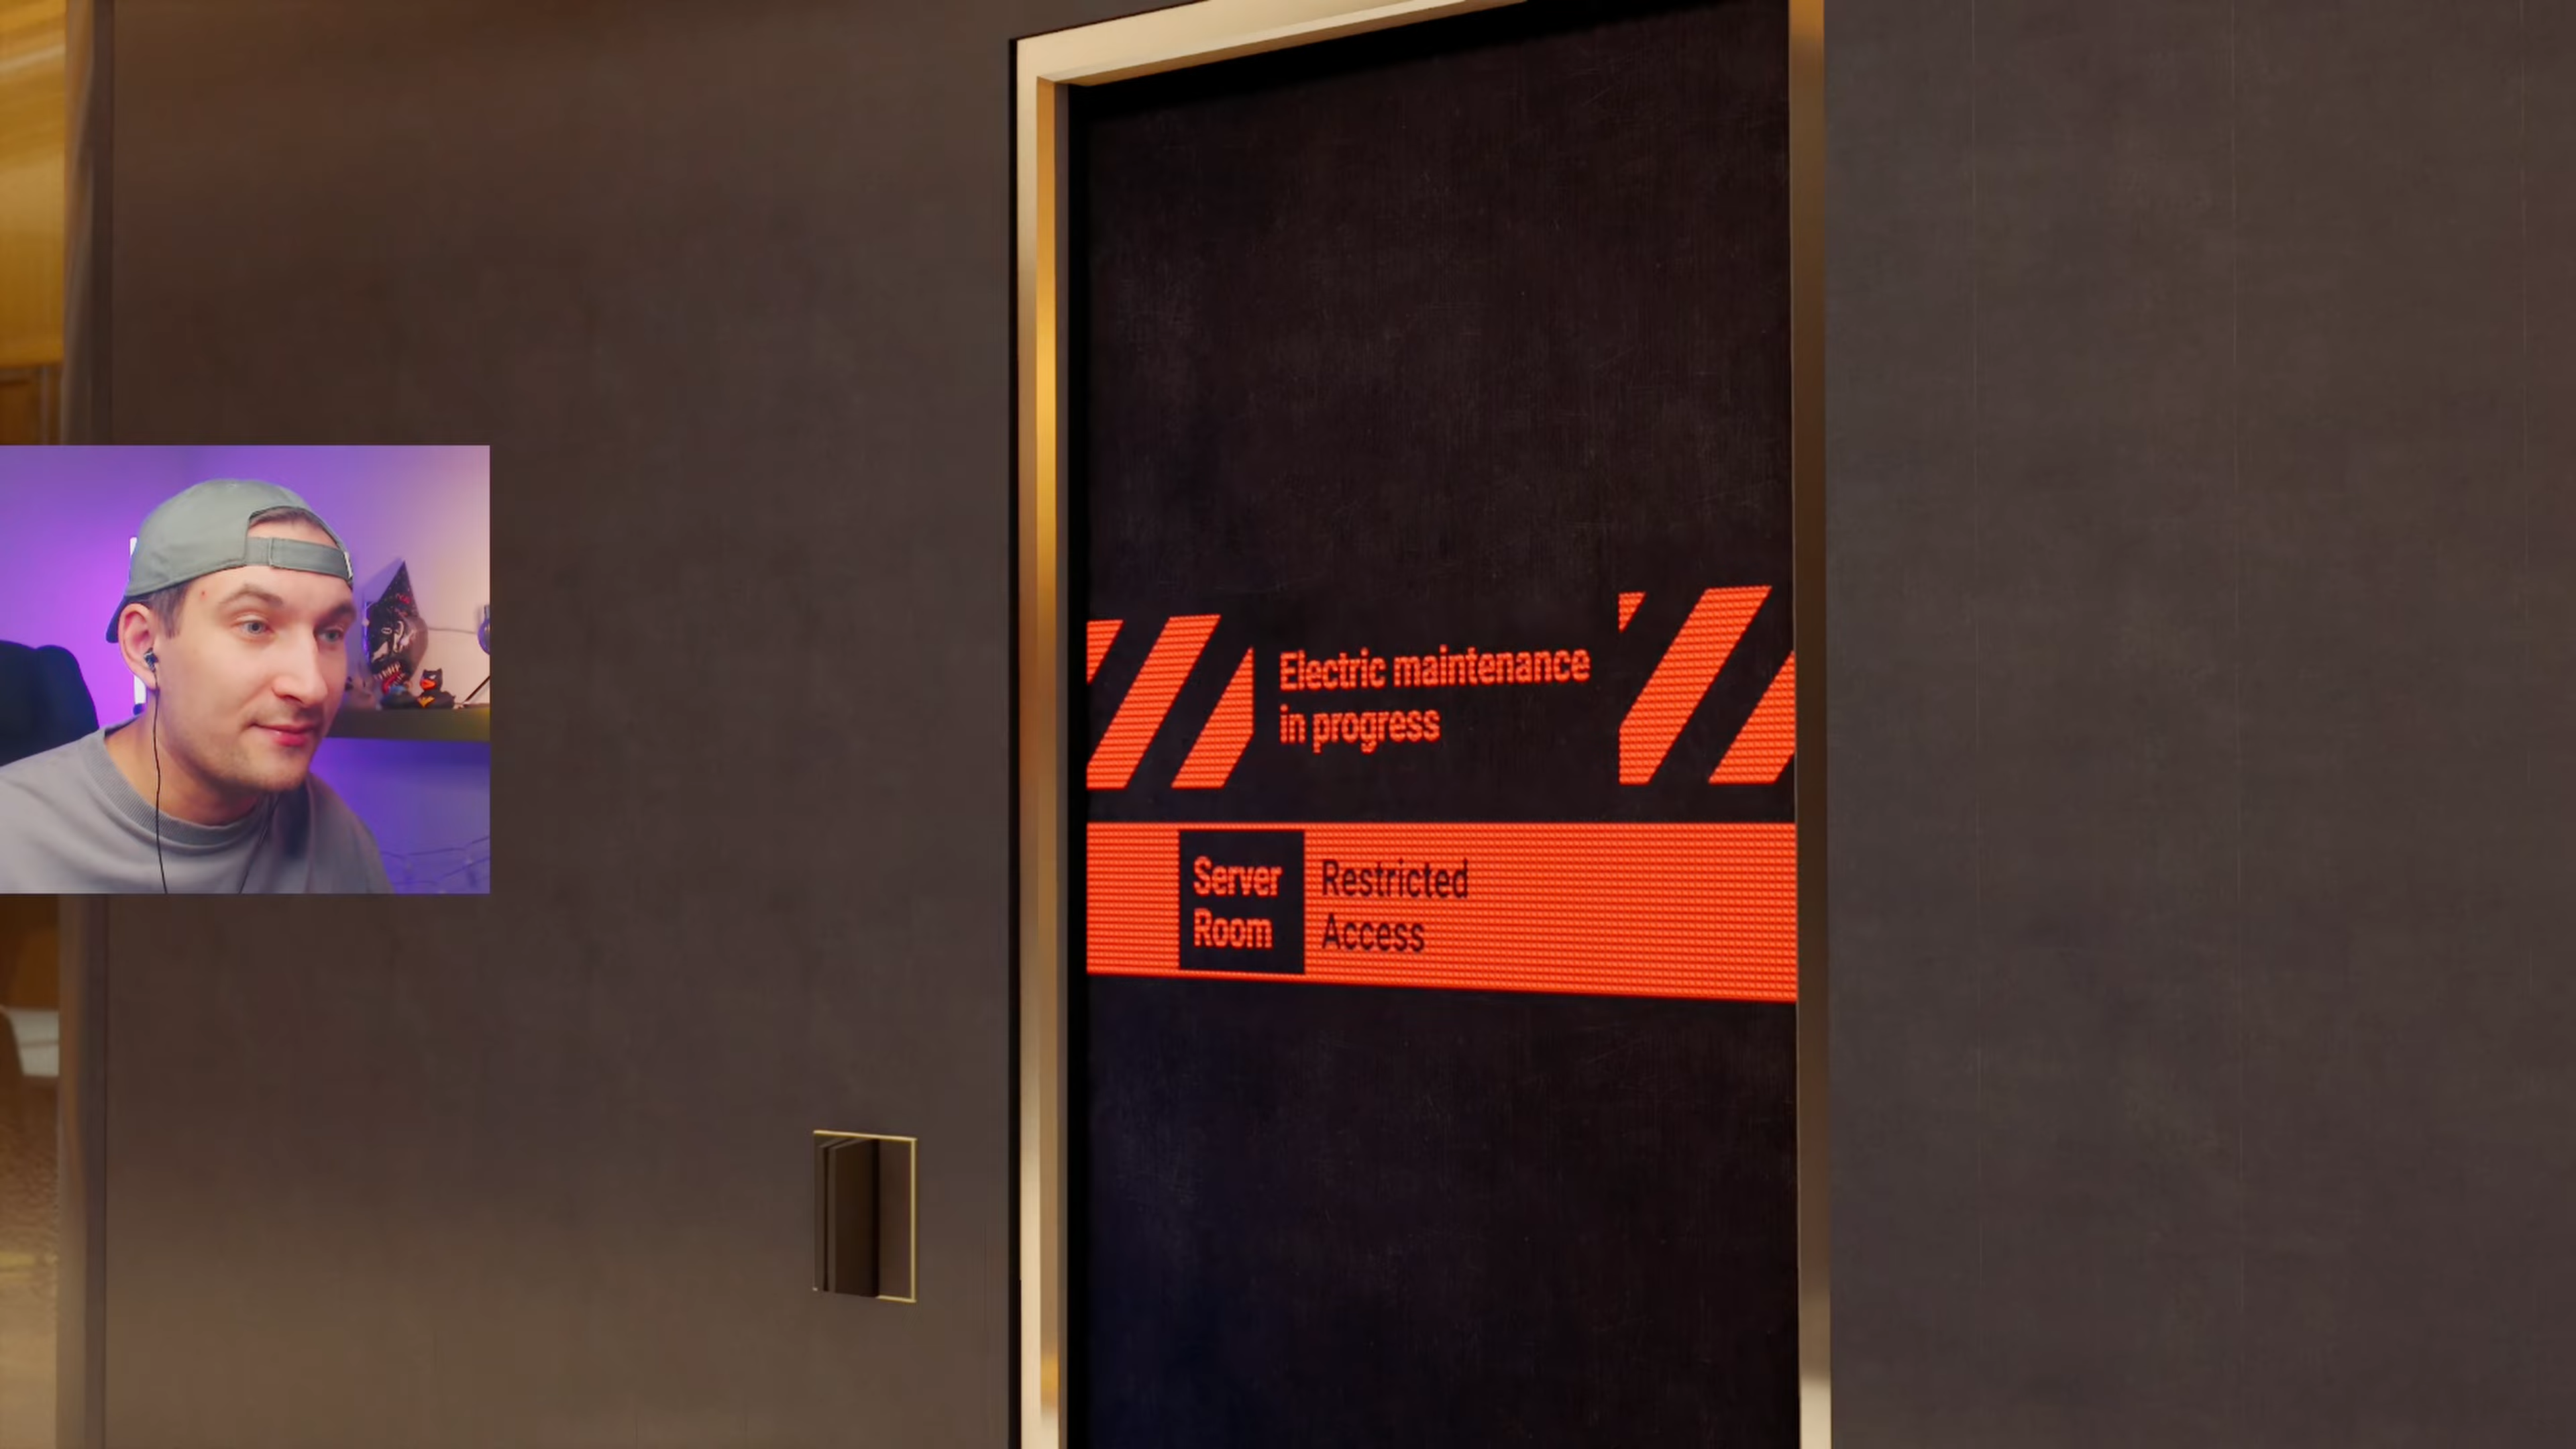 Electric maintenance
in progress
Server
Room
Restricted
Access